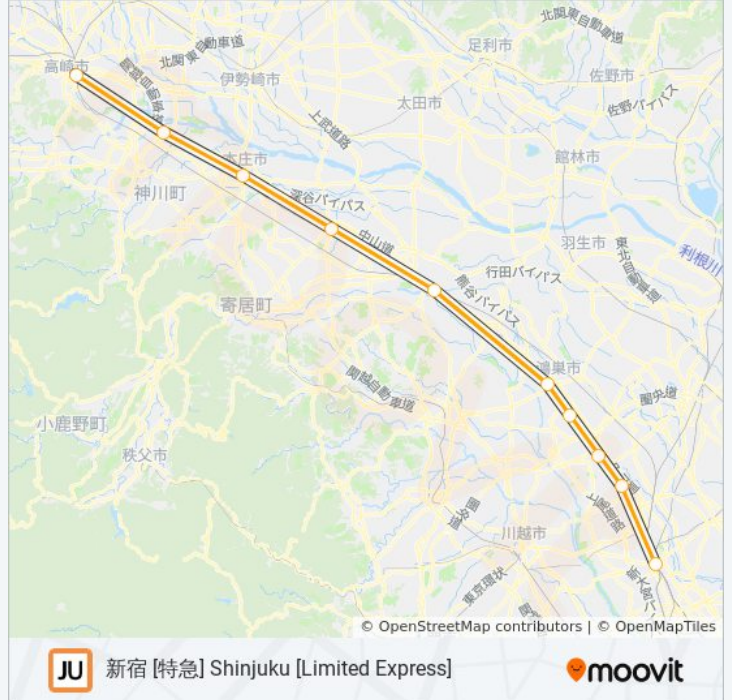 北関東自動車道
足利市
高崎市
北関東自動車道
佐野市
伊勢崎市
太田市
佐野バイパス
上武道路
館林市
本庄市
神川町
深谷バイパス
中山道
羽生市
東北自動車道
利根川
行田バイパス
熊谷バイパス
寄居町
鴻巣市
関越自動車道
圏央道
小鹿野町
秩父市
上尾道路
圏央道
川越市
東京環状
© OpenStreetMap contributors | © OpenMapTiles
JU 新宿 [特急] Shinjuku [Limited Express]
moovit